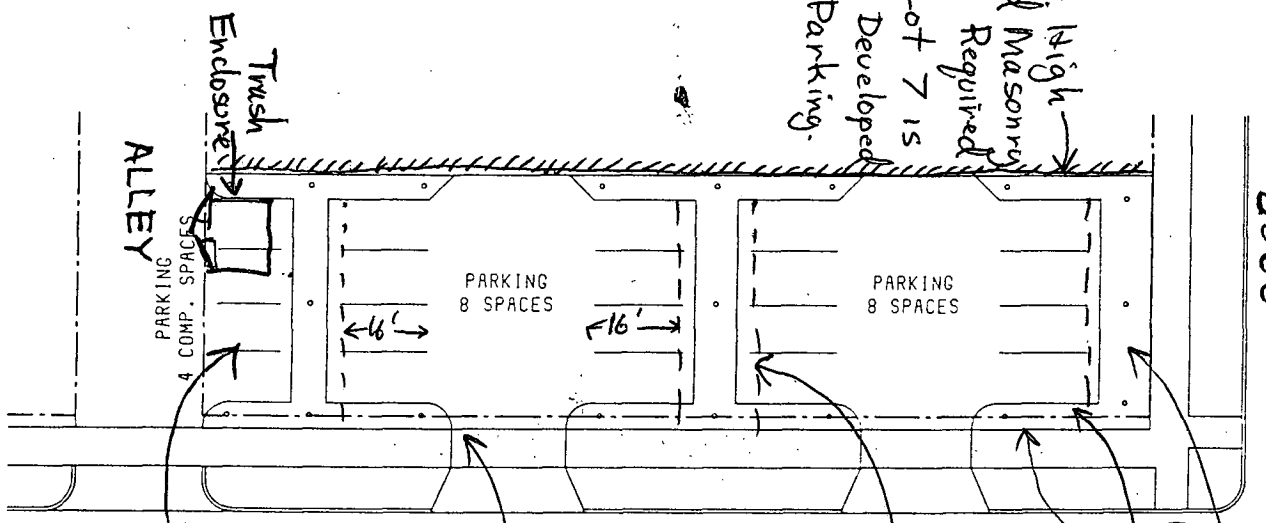 High
Masonry
Required
Lot 7 is
Developed
Parking.
Trash
Enclosure
ALLEY
PARKING
4 COMP. SPACES
PARKING
8 SPACES
PARKING
8 SPACES
16'
16'